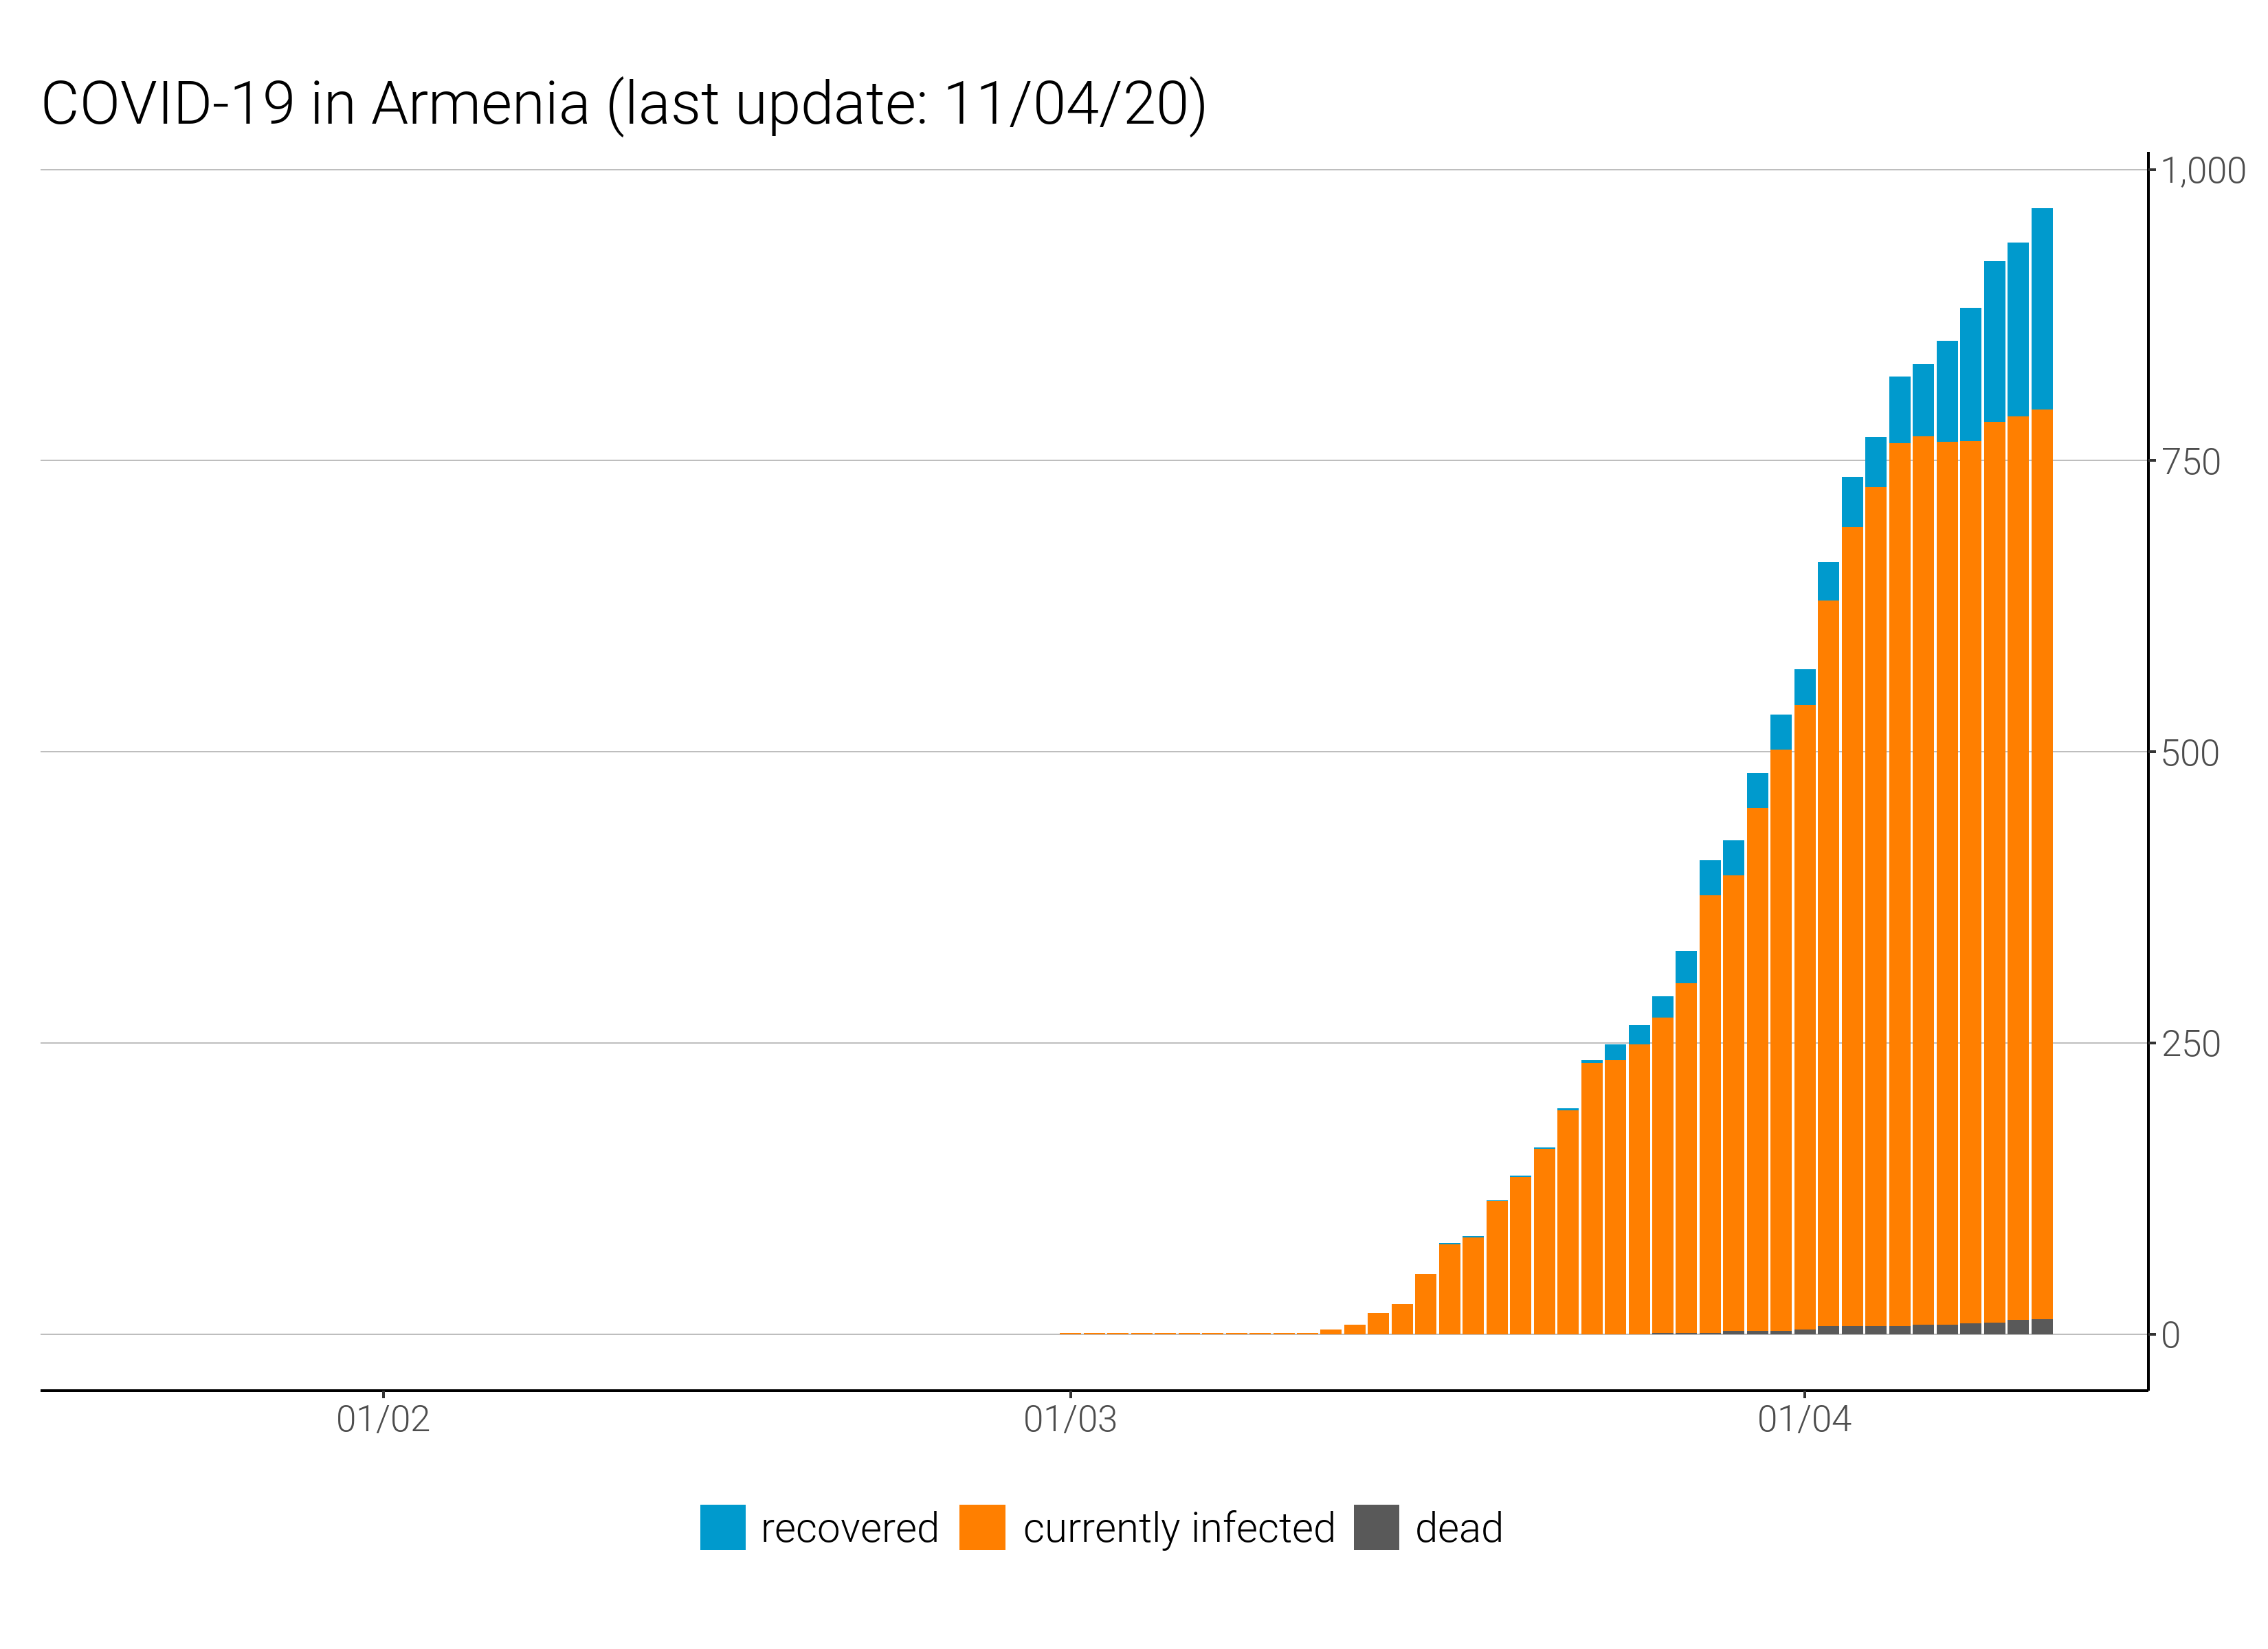 COVID-19 in Armenia (last update: 11/04/20)
1,000
750
500
250
0
01/02 01/03 01/04
recovered currently infected dead